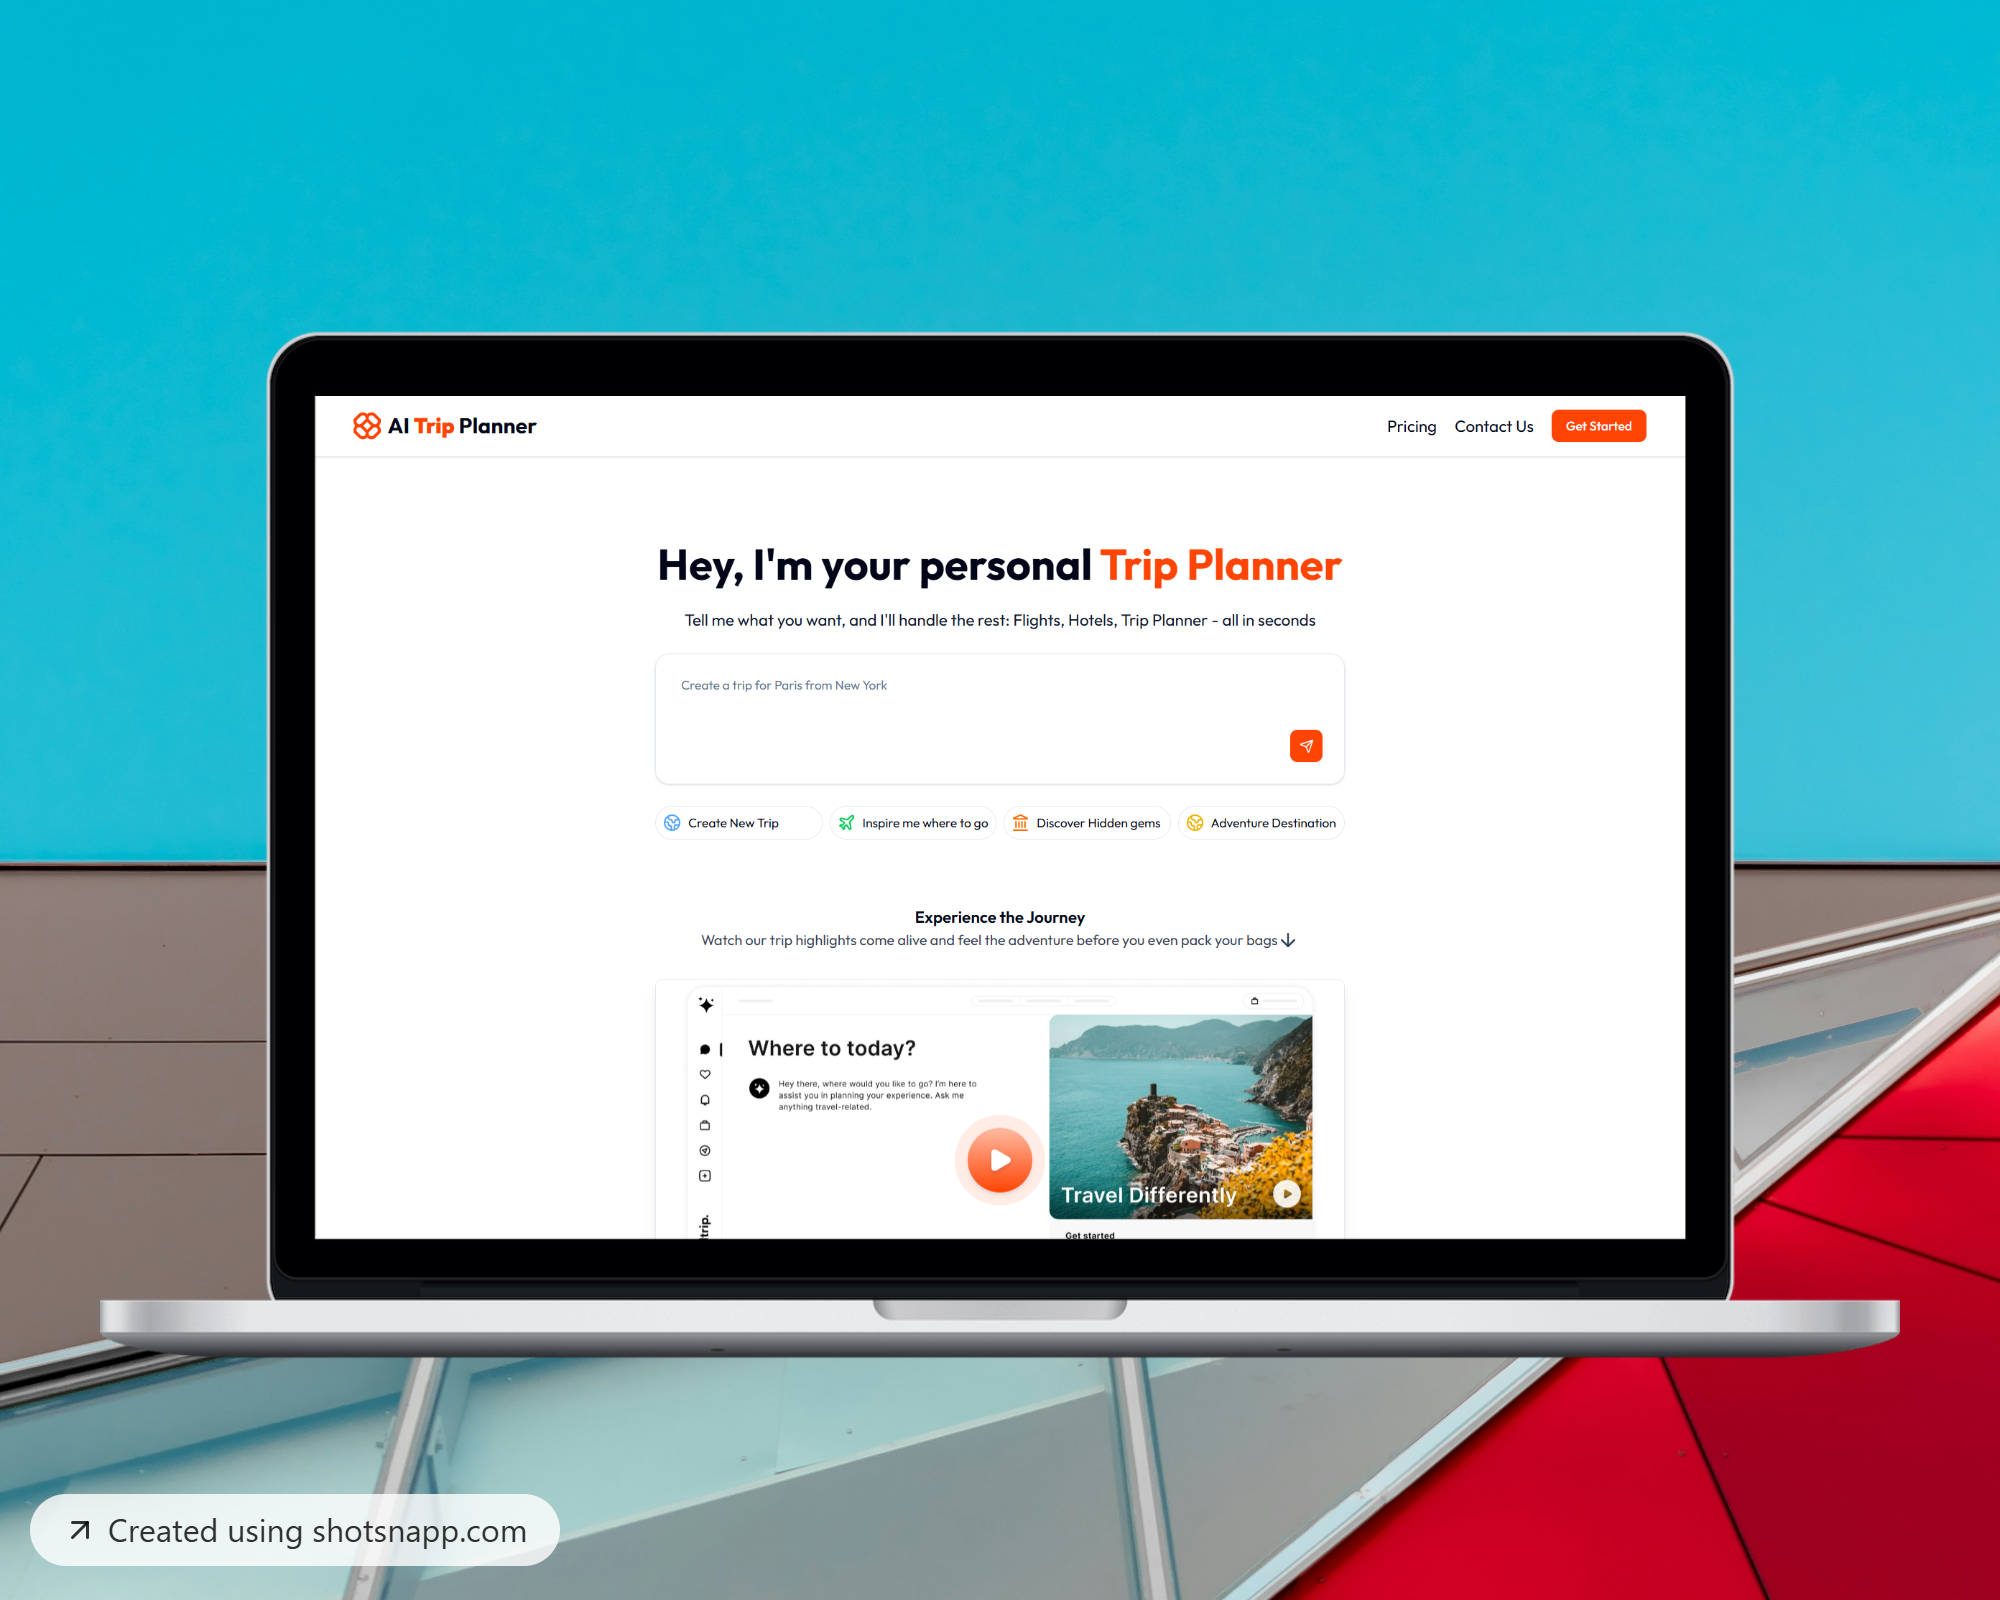 AI Trip Planner
Pricing
Contact Us
Get Started
Hey, I'm your personal Trip Planner
Tell me what you want, and I'll handle the rest: Flights, Hotels, Trip Planner - all in seconds
Create a trip for Paris from New York
Create New Trip
Inspire me where to go
Discover Hidden gems
Adventure Destination
Experience the Journey
Watch our trip highlights come alive and feel the adventure before you even pack your bags
Where to today?
Hey there, where would you like to go? I'm here to
assist you in planning your experience. Ask me
anything travel-related.
Travel Differently
Get started
Created using shotsnapp.com